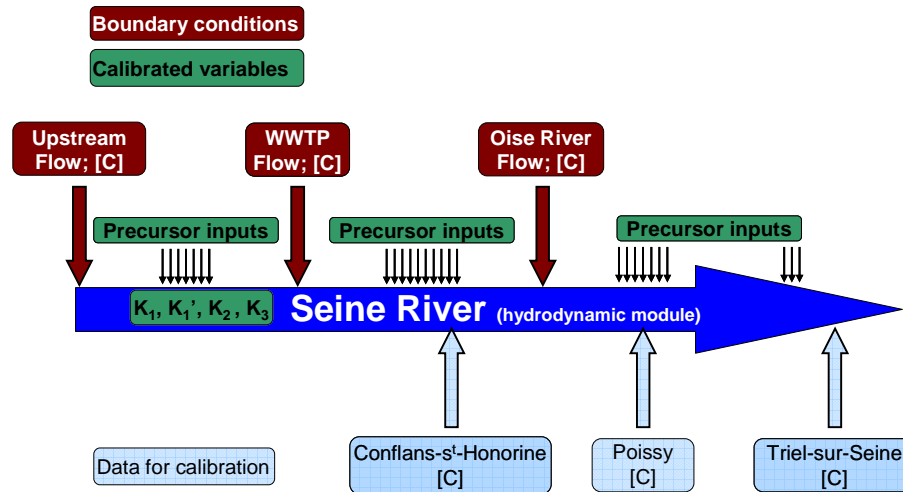 Boundary conditions
Calibrated variables
Upstream
Flow; [C]
WWTP
Flow; [C]
Oise River
Flow; [C]
Precursor inputs
Precursor inputs
Precursor inputs
K₁, K₁’, K₂, K₃
Seine River (hydrodynamic module)
Data for calibration
Conflans-sᵗ-Honorine
[C]
Poissy
[C]
Triel-sur-Seine
[C]